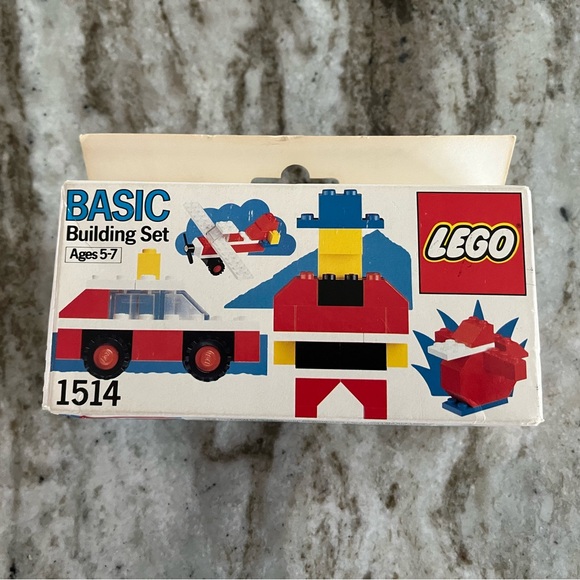 BASIC
Building Set
Ages 5-7
LEGO
1514